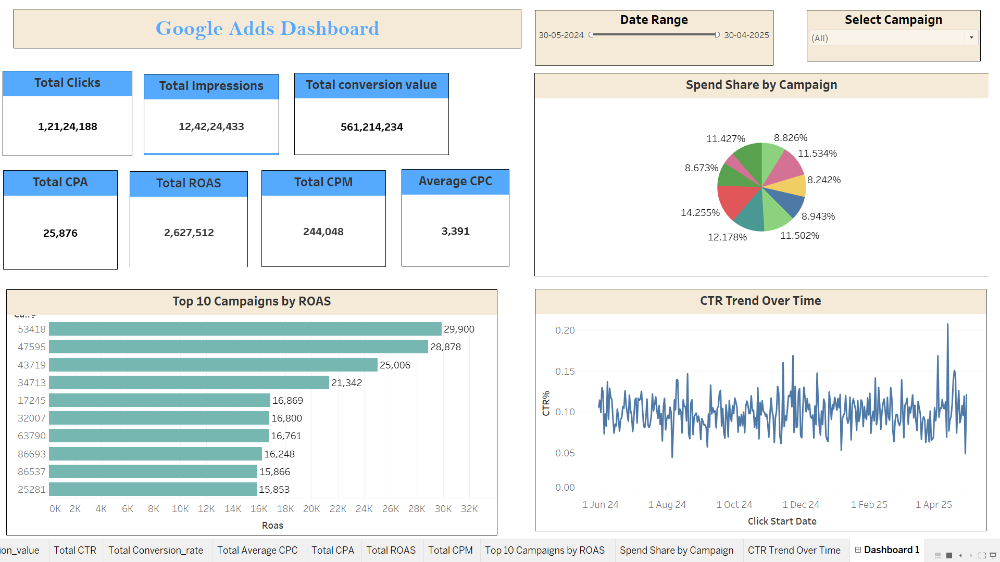 Google Adds Dashboard
Date Range
30-05-2024 30-04-2025
Select Campaign
(All)
Total Clicks
1,21,24,188
Total Impressions
12,42,24,433
Total conversion value
561,214,234
Total CPA
25,876
Total ROAS
2,627,512
Total CPM
244,048
Average CPC
3,391
Spend Share by Campaign
11.427% 8.826%
11.534%
8.673%
8.242%
14.255%
8.943%
12.178% 11.502%
Top 10 Campaigns by ROAS
53418 29,900
47595 28,878
43719 25,006
34713 21,342
17245 16,869
32007 16,800
63790 16,761
86693 16,248
86537 15,866
25281 15,853
0K 2K 4K 6K 8K 10K 12K 14K 16K 18K 20K 22K 24K 26K 28K 30K 32K
Roas
CTR Trend Over Time
CTR%
0.20
0.15
0.10
0.05
0.00
1 Jun 24 1 Aug 24 1 Oct 24 1 Dec 24 1 Feb 25 1 Apr 25
Click Start Date
ion_value Total CTR Total Conversion_rate Total Average CPC Total CPA Total ROAS Total CPM Top 10 Campaigns by ROAS Spend Share by Campaign CTR Trend Over Time Dashboard 1